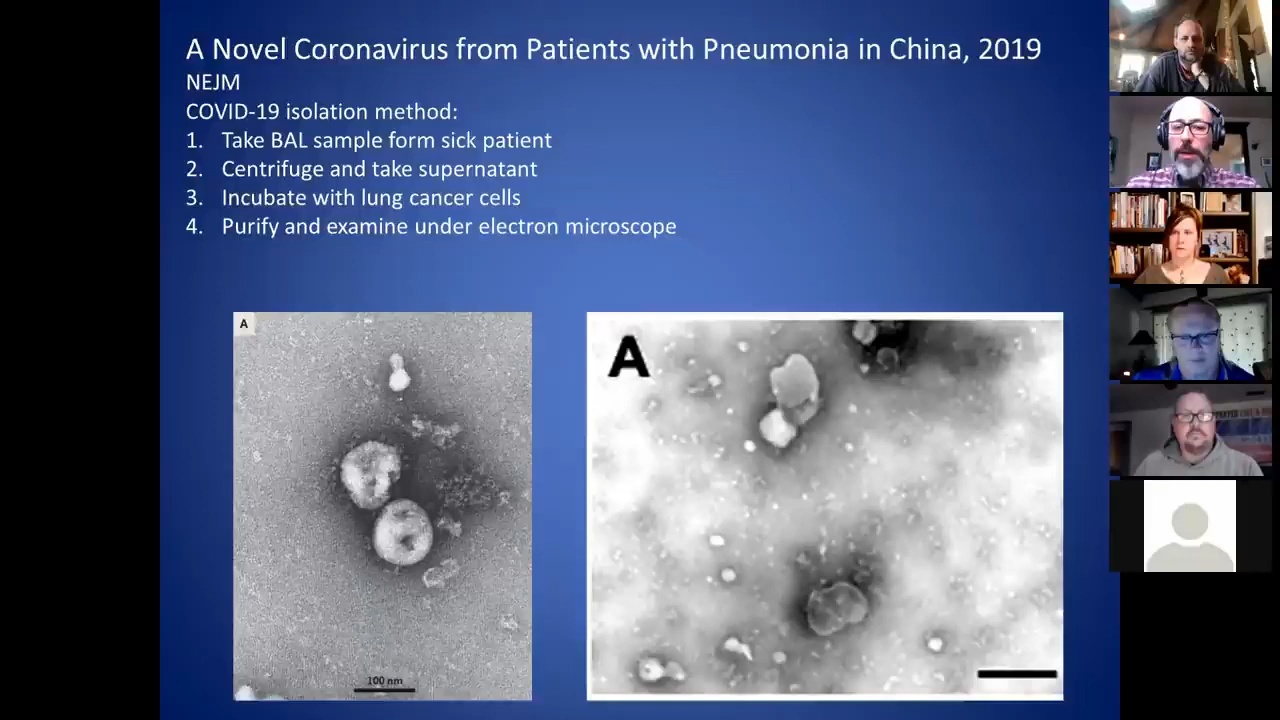 A Novel Coronavirus from Patients with Pneumonia in China, 2019
NEJM
COVID-19 isolation method:
1. Take BAL sample form sick patient
2. Centrifuge and take supernatant
3. Incubate with lung cancer cells
4. Purify and examine under electron microscope
A
100 nm
A